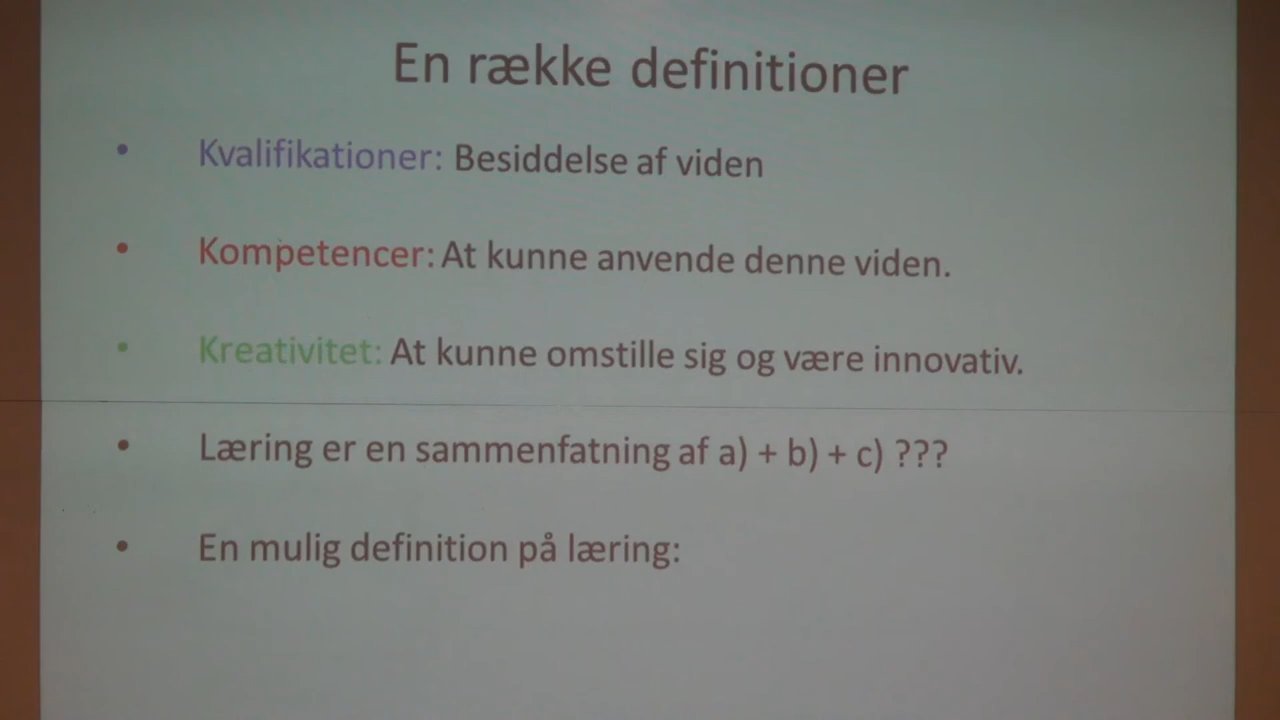 En række definitioner
• Kvalifikationer: Besiddelse af viden
• Kompetencer: At kunne anvende denne viden.
• Kreativitet: At kunne omstille sig og være innovativ.
• Læring er en sammenfatning af a) + b) + c) ???
• En mulig definition på læring: